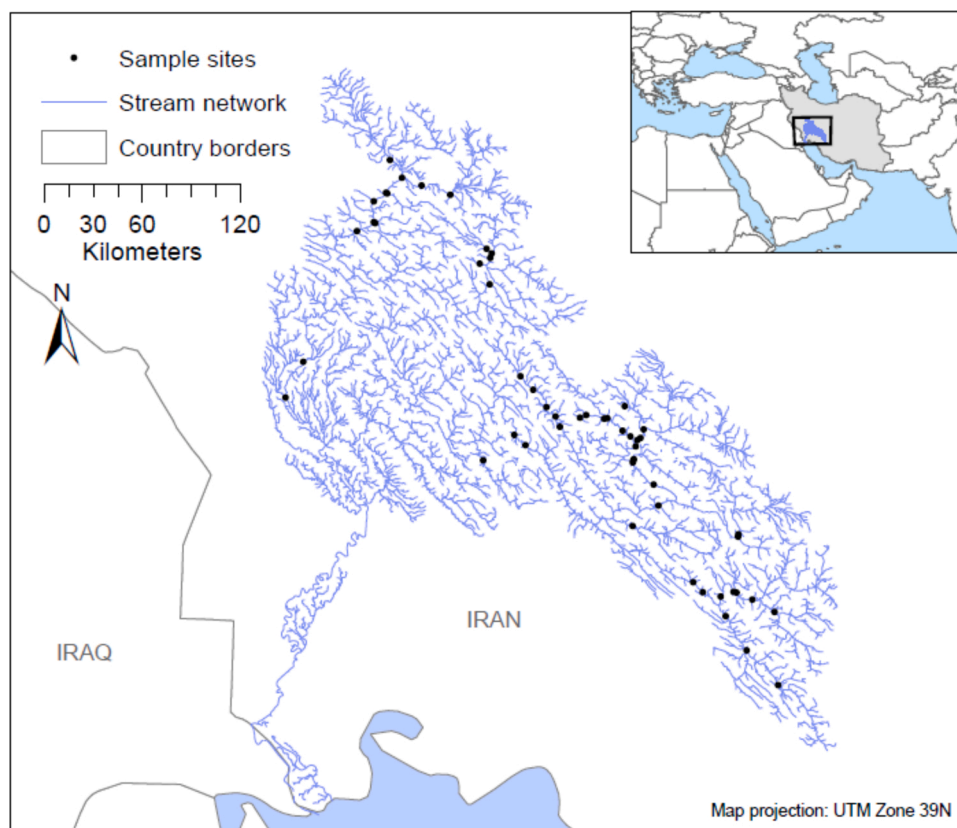 Sample sites
Stream network
Country borders
0 30 60 120
Kilometers
N
IRAN
IRAQ
Map projection: UTM Zone 39N